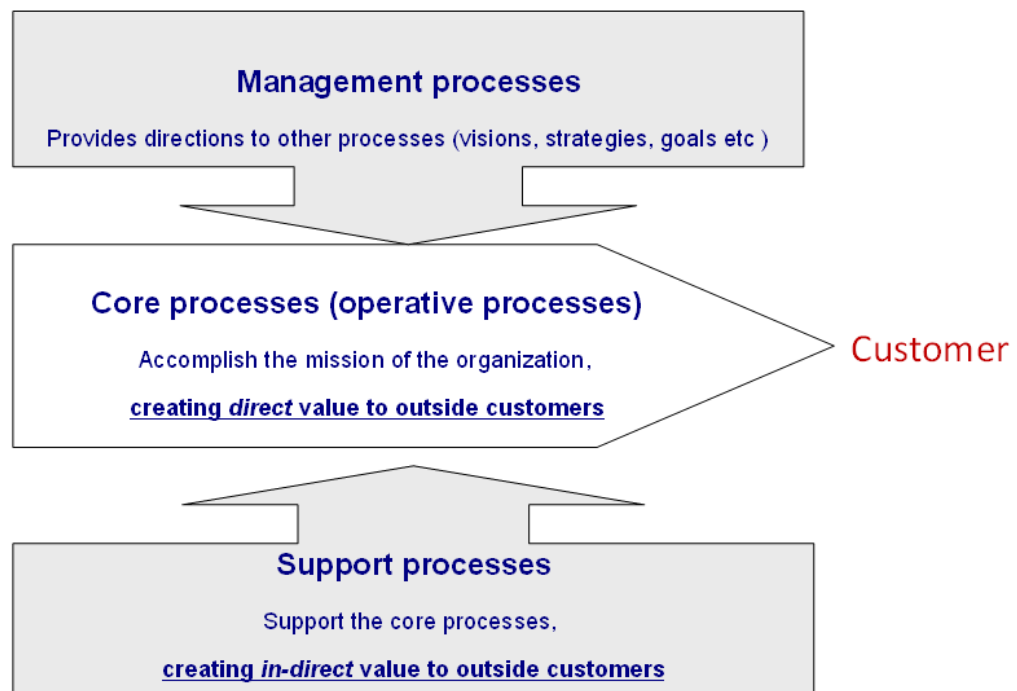 Management processes
Provides directions to other processes (visions, strategies, goals etc )
Core processes (operative processes)
Accomplish the mission of the organization,
creating direct value to outside customers
Customer
Support processes
Support the core processes,
creating in-direct value to outside customers